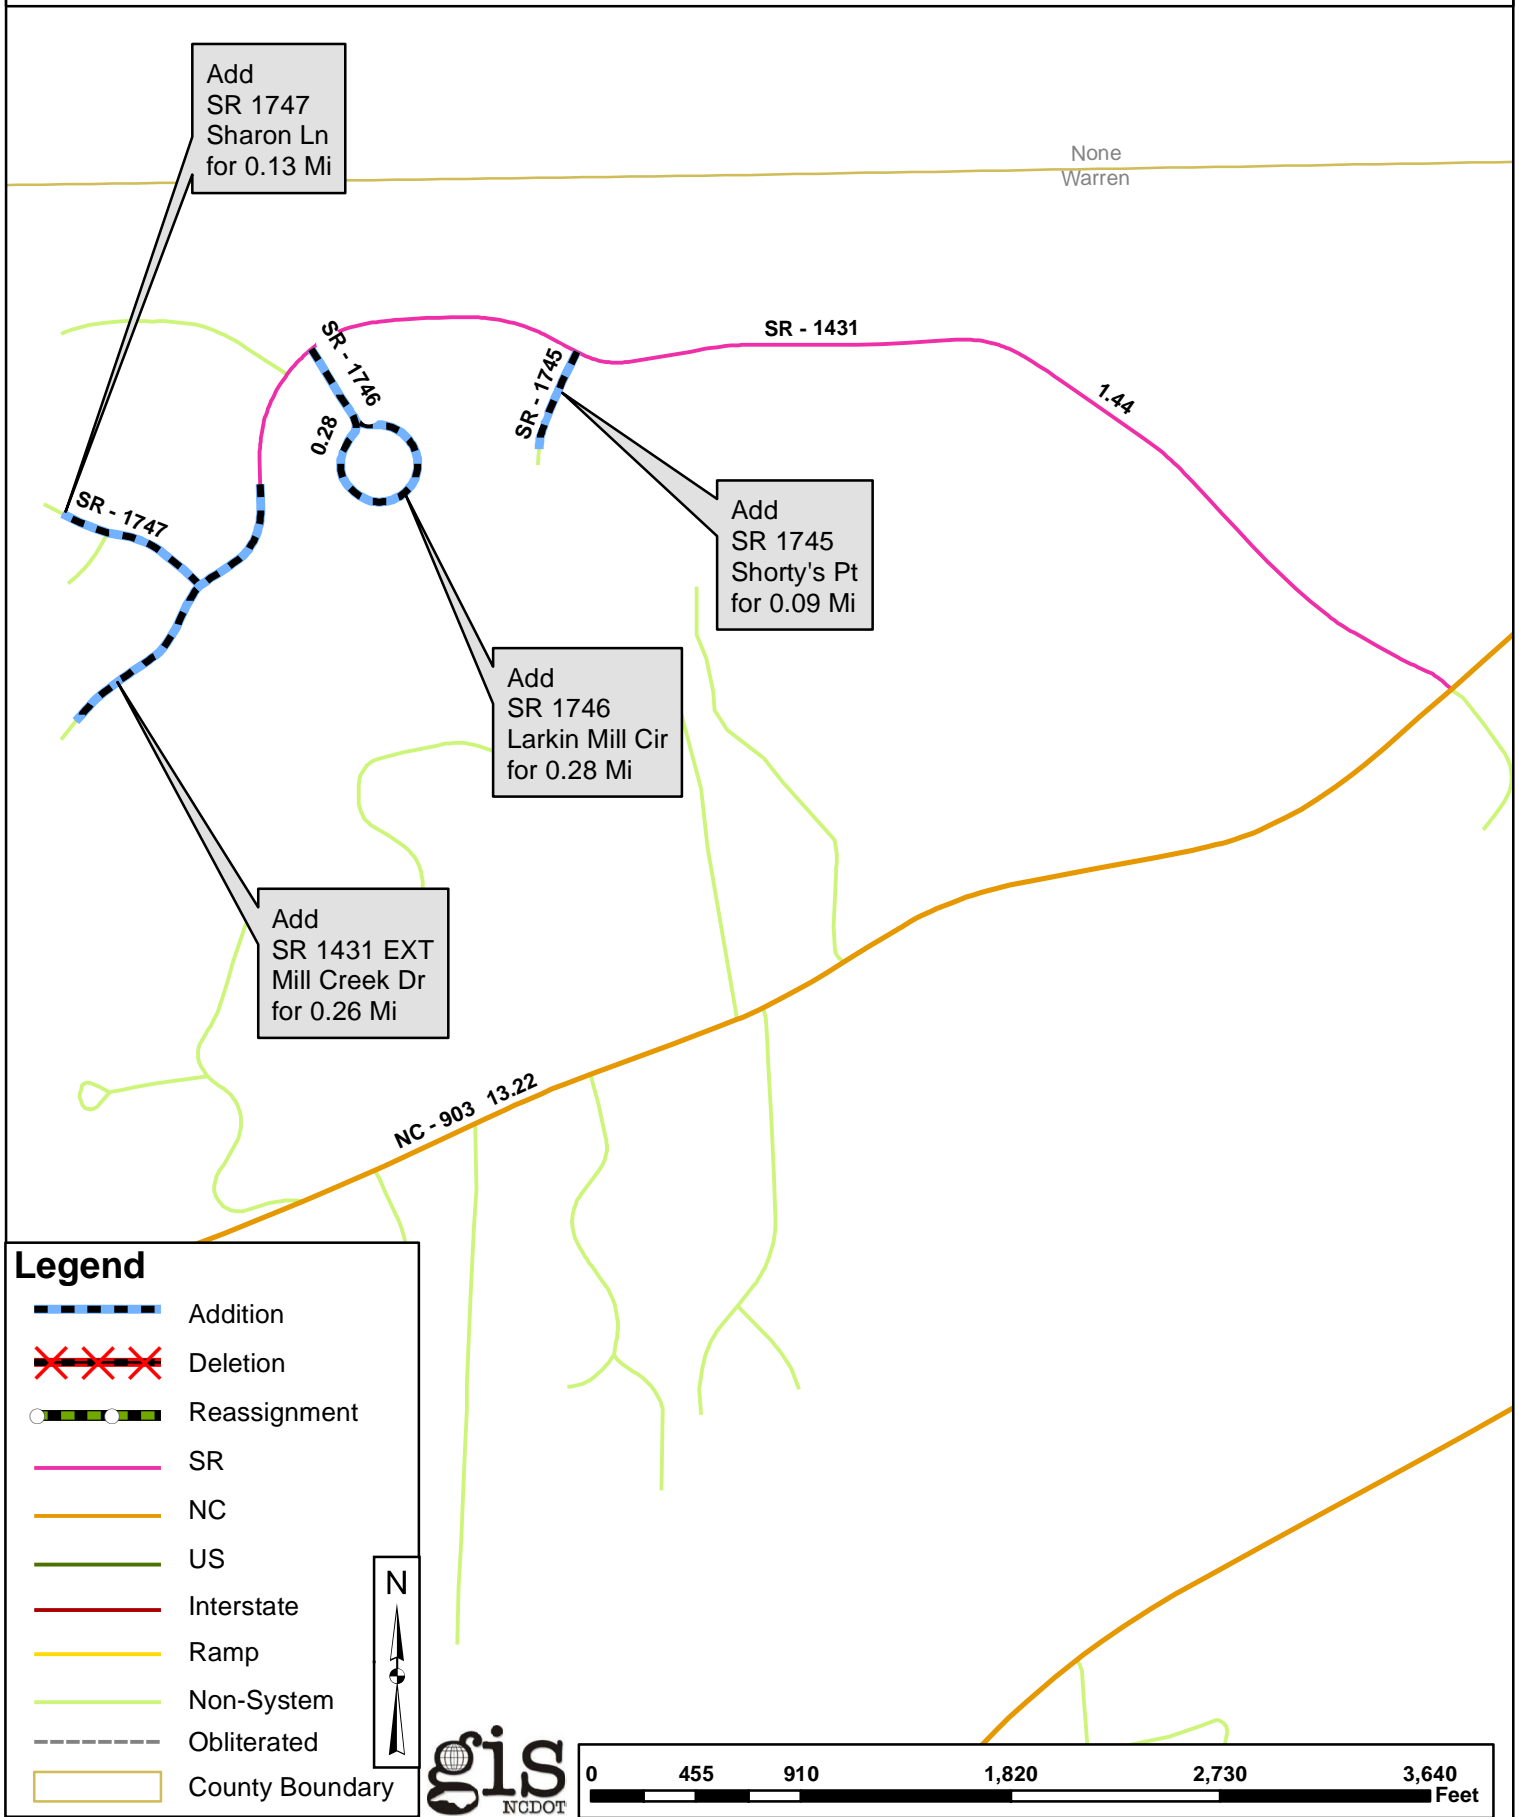 Add
SR 1747
Sharon Ln
for 0.13 Mi
None
Warren
SR - 1431
SR - 1746
SR - 1745
0.28
1.44
SR - 1747
Add
SR 1745
Shorty's Pt
for 0.09 Mi
Add
SR 1746
Larkin Mill Cir
for 0.28 Mi
Add
SR 1431 EXT
Mill Creek Dr
for 0.26 Mi
NC - 903 13.22
Legend
Addition
Deletion
Reassignment
SR
NC
US
Interstate
Ramp
Non-System
Obliterated
County Boundary
N
gis
NCDOT
0 455 910 1,820 2,730 3,640
Feet